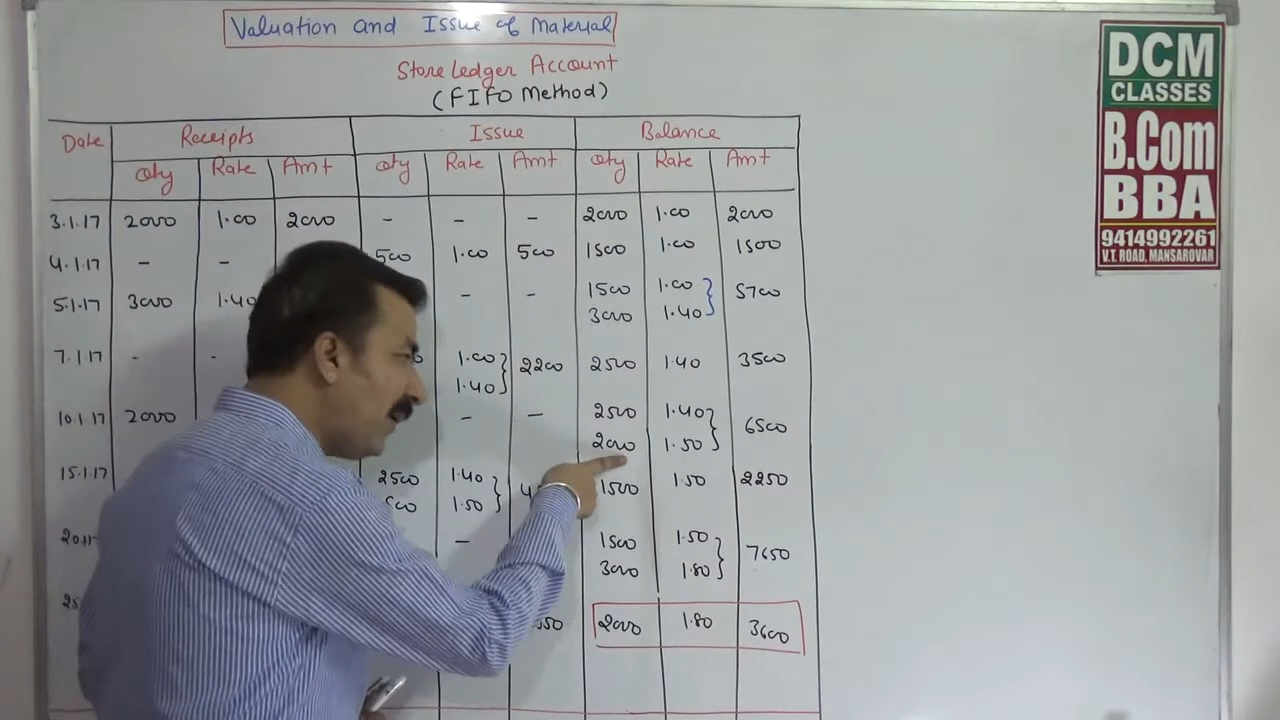 Valuation and Issue of Material
Store Ledger Account
(FIFO Method)
DCM
CLASSES
B.Com
BBA
9414992261
V.T. ROAD, MANSAROVAR
Date Receipts Issue Balance
Qty Rate Amt Qty Rate Amt Qty Rate Amt
3.1.17 2000 1.00 2000 - - - 2000 1.00 2000
4.1.17 - - 500 1.00 500 1500 1.00 1500
5.1.17 3000 1.40 - - 1500 1.00 5700
3000 1.40
7.1.17 - - 1.00 2200 2500 1.40 3500
1.40
10.1.17 2000 - - 2500 1.40 6500
2000 1.50
15.1.17 2500 1.40 1500 1.50 2250
1.50
- 1500 1.50 7650
3000 1.80
2000 1.80 3600